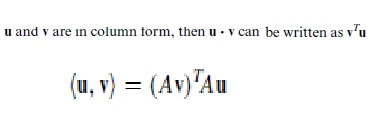 u and v are in column form, then u · v can be written as vᵀu
⟨u, v⟩ = (Av)ᵀAu